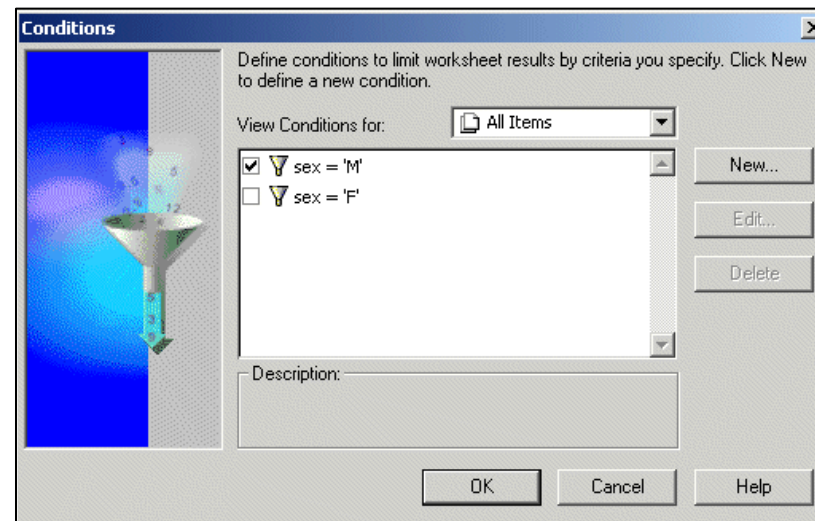 Conditions
Define conditions to limit worksheet results by criteria you specify. Click New
to define a new condition.
View Conditions for:
All Items
sex = 'M'
sex = 'F'
New...
Edit...
Delete
Description:
OK
Cancel
Help